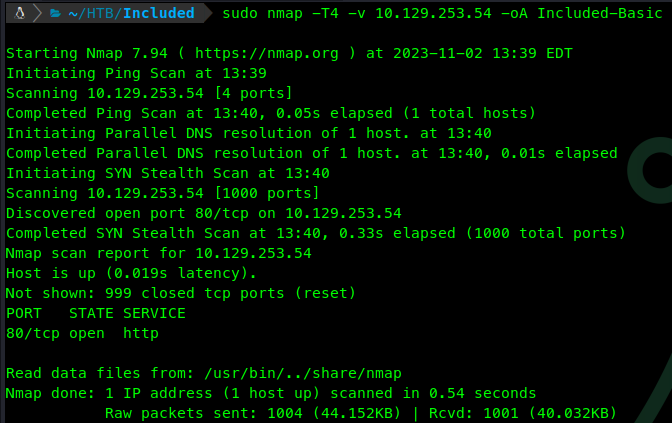 ~/HTB/Included sudo nmap -T4 -v 10.129.253.54 -oA Included-Basic
Starting Nmap 7.94 ( https://nmap.org ) at 2023-11-02 13:39 EDT
Initiating Ping Scan at 13:39
Scanning 10.129.253.54 [4 ports]
Completed Ping Scan at 13:40, 0.05s elapsed (1 total hosts)
Initiating Parallel DNS resolution of 1 host. at 13:40
Completed Parallel DNS resolution of 1 host. at 13:40, 0.01s elapsed
Initiating SYN Stealth Scan at 13:40
Scanning 10.129.253.54 [1000 ports]
Discovered open port 80/tcp on 10.129.253.54
Completed SYN Stealth Scan at 13:40, 0.33s elapsed (1000 total ports)
Nmap scan report for 10.129.253.54
Host is up (0.019s latency).
Not shown: 999 closed tcp ports (reset)
PORT   STATE SERVICE
80/tcp open  http
Read data files from: /usr/bin/../share/nmap
Nmap done: 1 IP address (1 host up) scanned in 0.54 seconds
           Raw packets sent: 1004 (44.152KB) | Rcvd: 1001 (40.032KB)